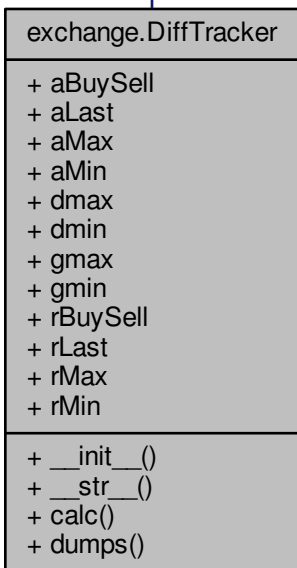 exchange.DiffTracker
+ aBuySell
+ aLast
+ aMax
+ aMin
+ dmax
+ dmin
+ gmax
+ gmin
+ rBuySell
+ rLast
+ rMax
+ rMin
+ __init__()
+ __str__()
+ calc()
+ dumps()